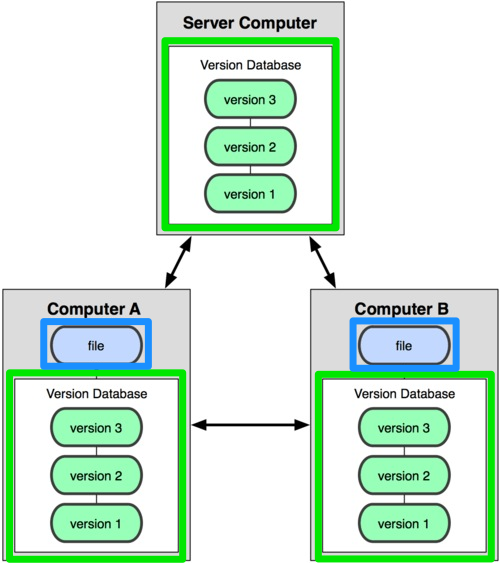 Server Computer
Version Database
version 3
version 2
version 1
Computer A
file
Version Database
version 3
version 2
version 1
Computer B
file
Version Database
version 3
version 2
version 1